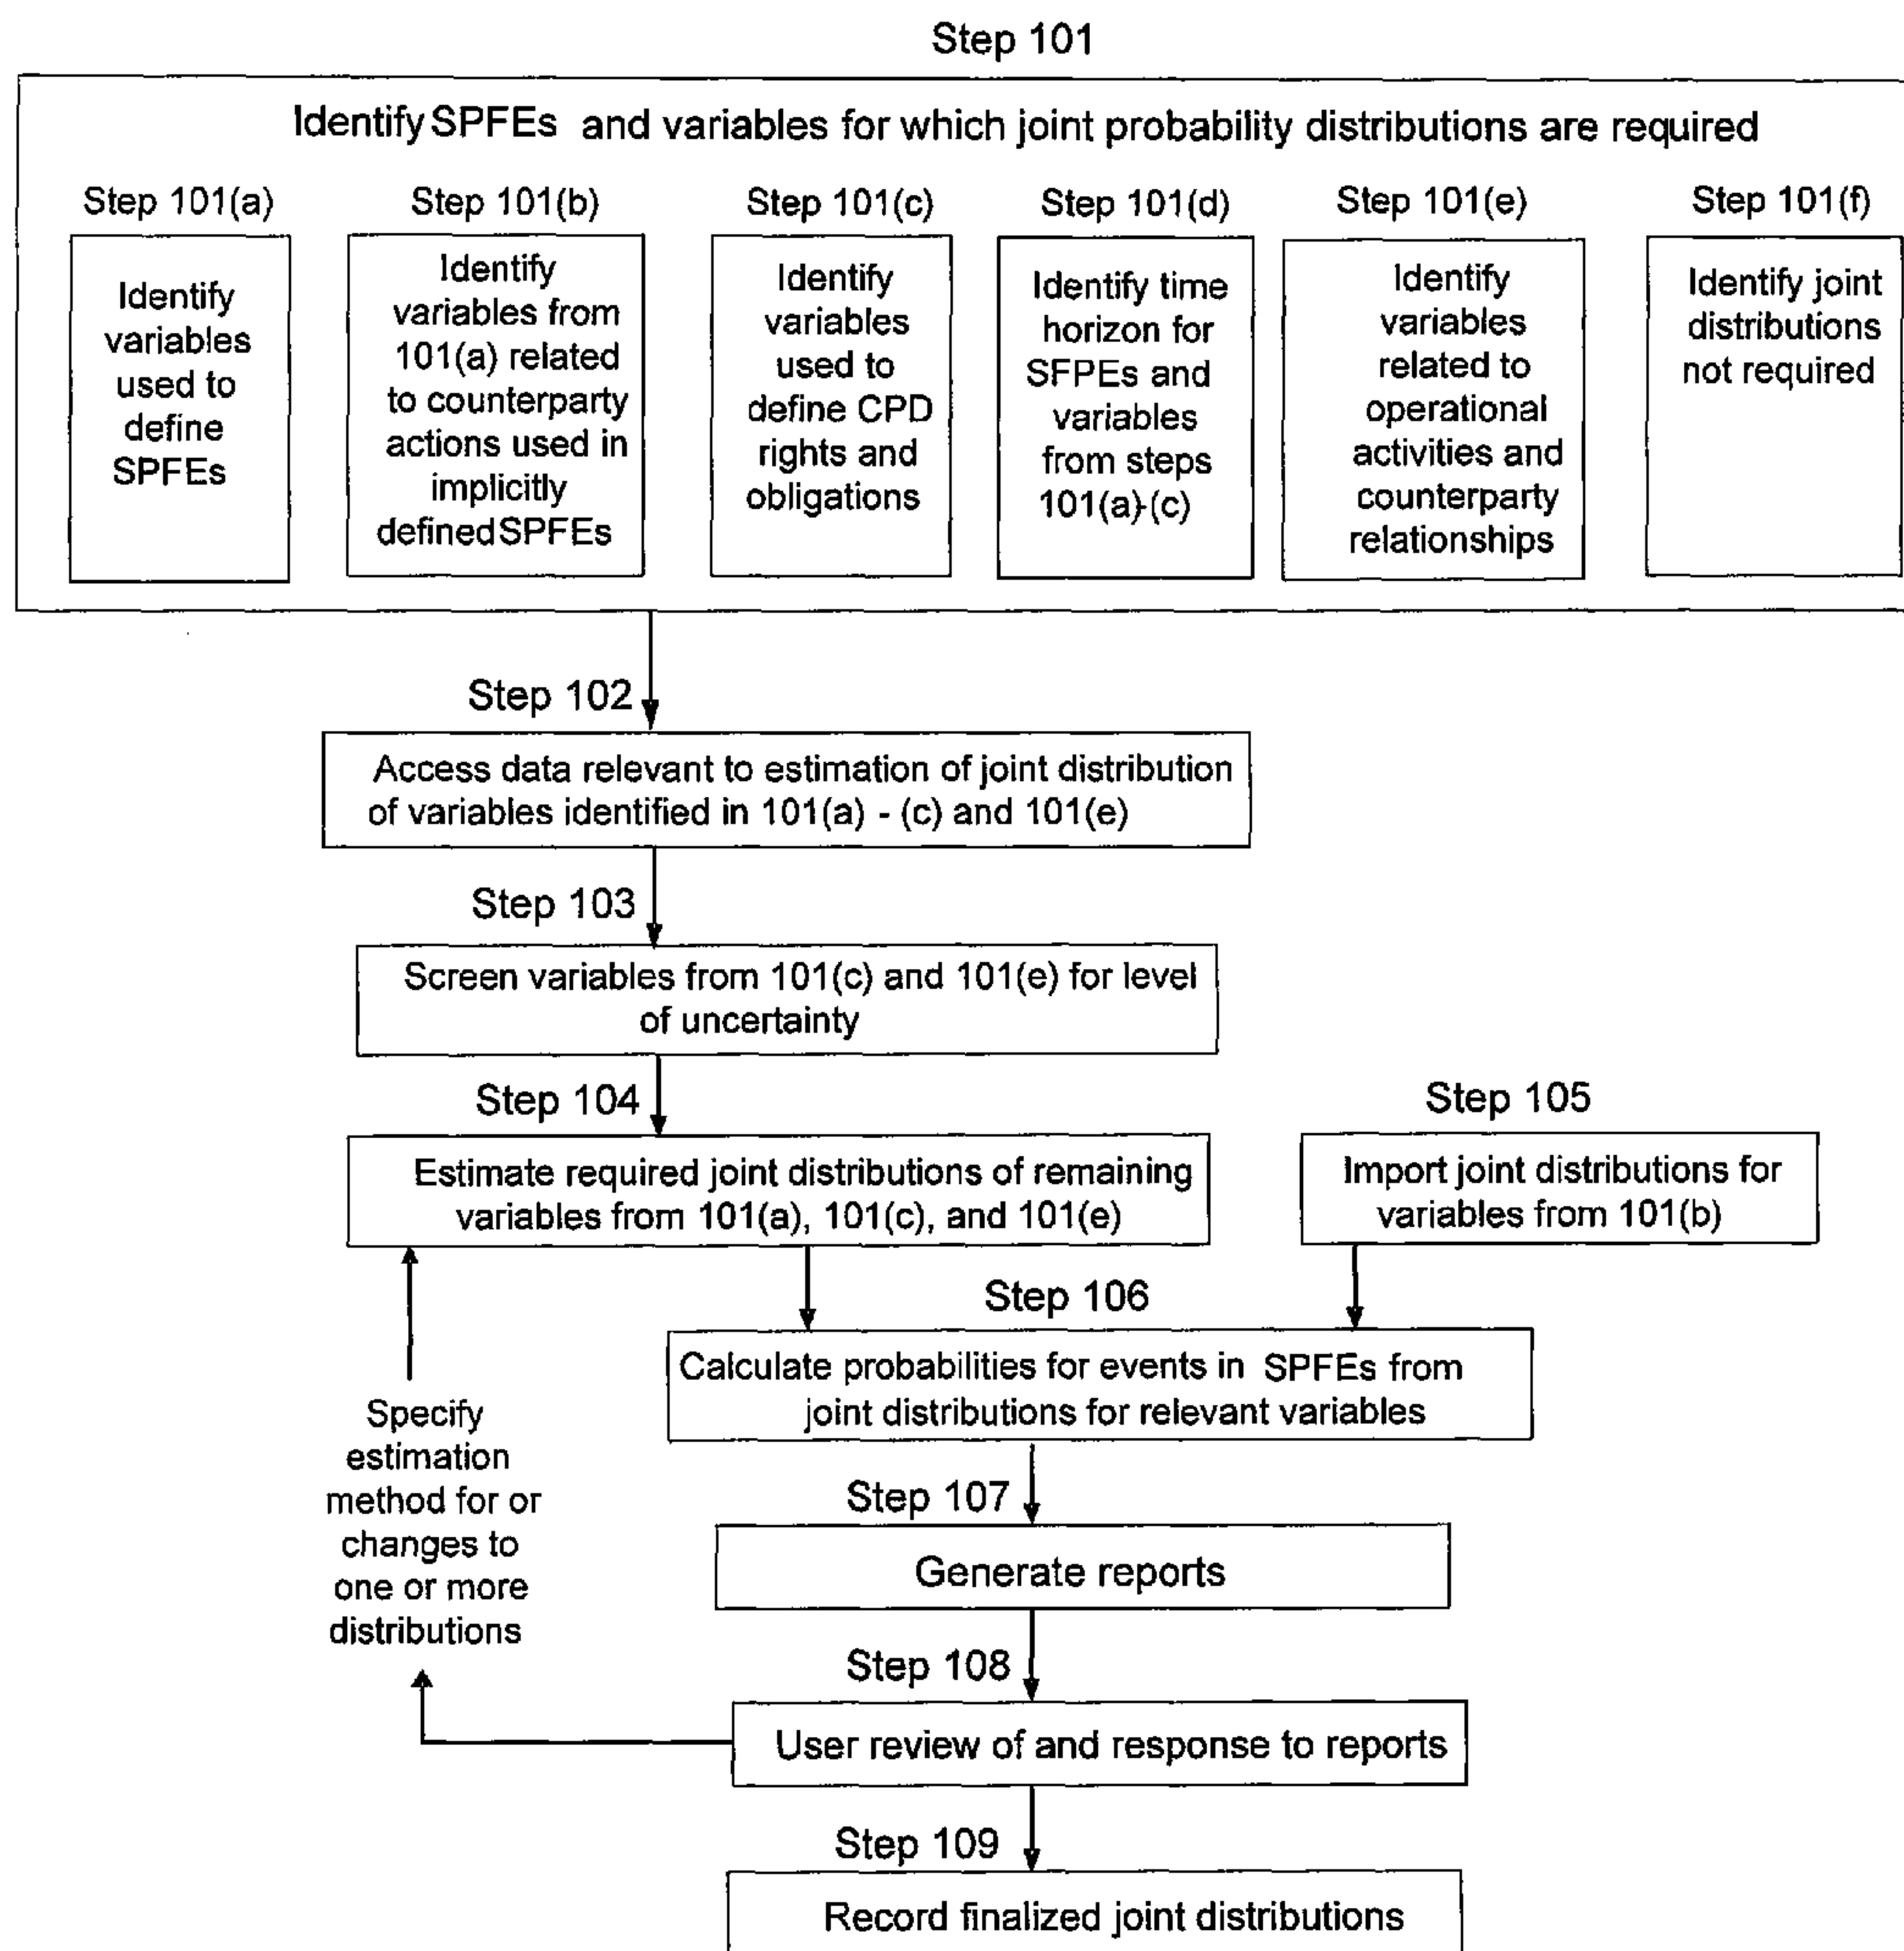 Step 101
Identify SPFEs and variables for which joint probability distributions are required
Step 101(a)
Identify
variables
used to
define
SPFEs
Step 101(b)
Identify
variables from
101(a) related
to counterparty
actions used in
implicitly
defined SPFEs
Step 101(c)
Identify
variables
used to
define CPD
rights and
obligations
Step 101(d)
Identify time
horizon for
SFPEs and
variables
from steps
101(a)-(c)
Step 101(e)
Identify
variables
related to
operational
activities and
counterparty
relationships
Step 101(f)
Identify joint
distributions
not required
Step 102
Access data relevant to estimation of joint distribution
of variables identified in 101(a) - (c) and 101(e)
Step 103
Screen variables from 101(c) and 101(e) for level
of uncertainty
Step 104
Estimate required joint distributions of remaining
variables from 101(a), 101(c), and 101(e)
Step 105
Import joint distributions for
variables from 101(b)
Step 106
Calculate probabilities for events in SPFEs from
joint distributions for relevant variables
Specify
estimation
method for or
changes to
one or more
distributions
Step 107
Generate reports
Step 108
User review of and response to reports
Step 109
Record finalized joint distributions